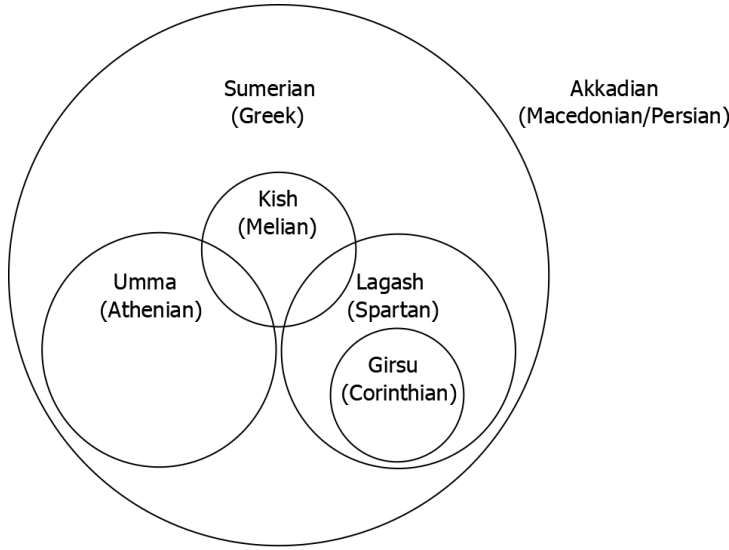 Sumerian
(Greek)
Akkadian
(Macedonian/Persian)
Kish
(Melian)
Umma
(Athenian)
Lagash
(Spartan)
Girsu
(Corinthian)